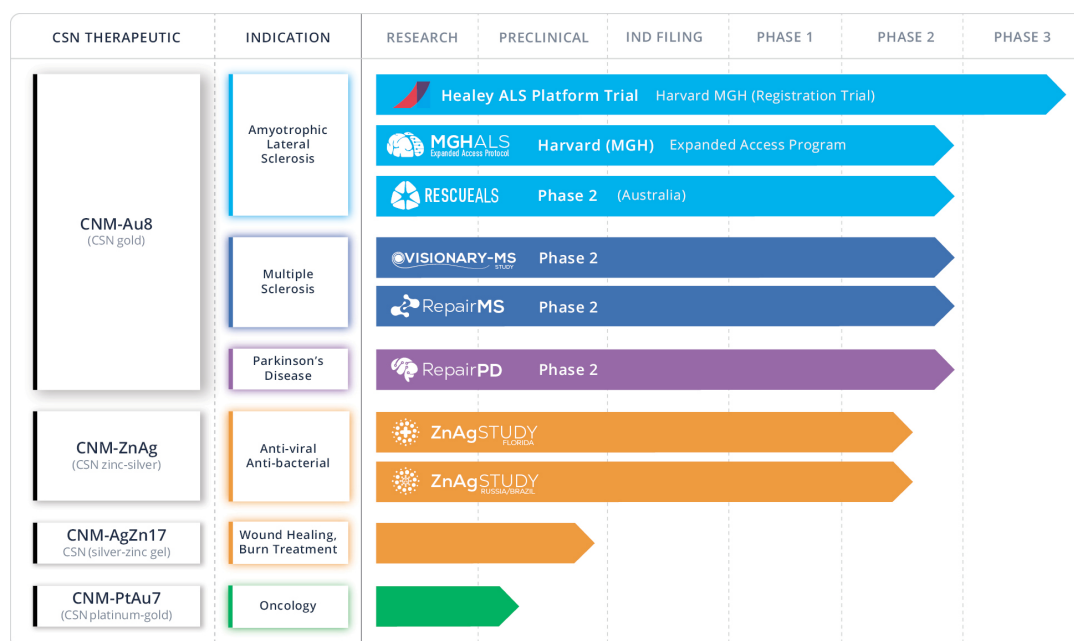 CSN THERAPEUTIC
INDICATION
RESEARCH
PRECLINICAL
IND FILING
PHASE 1
PHASE 2
PHASE 3
CNM-Au8
(CSN gold)
Amyotrophic
Lateral
Sclerosis
Healey ALS Platform Trial Harvard MGH (Registration Trial)
MGHALS
Expanded Access Protocol
Harvard (MGH) Expanded Access Program
RESCUEALS
Phase 2 (Australia)
Multiple
Sclerosis
VISIONARY-MS
STUDY
Phase 2
RepairMS
Phase 2
Parkinson's
Disease
RepairPD
Phase 2
CNM-ZnAg
(CSN zinc-silver)
Anti-viral
Anti-bacterial
ZnAgSTUDY
FLORIDA
ZnAgSTUDY
RUSSIA/BRAZIL
CNM-AgZn17
CSN (silver-zinc gel)
Wound Healing,
Burn Treatment
CNM-PtAu7
(CSN platinum-gold)
Oncology